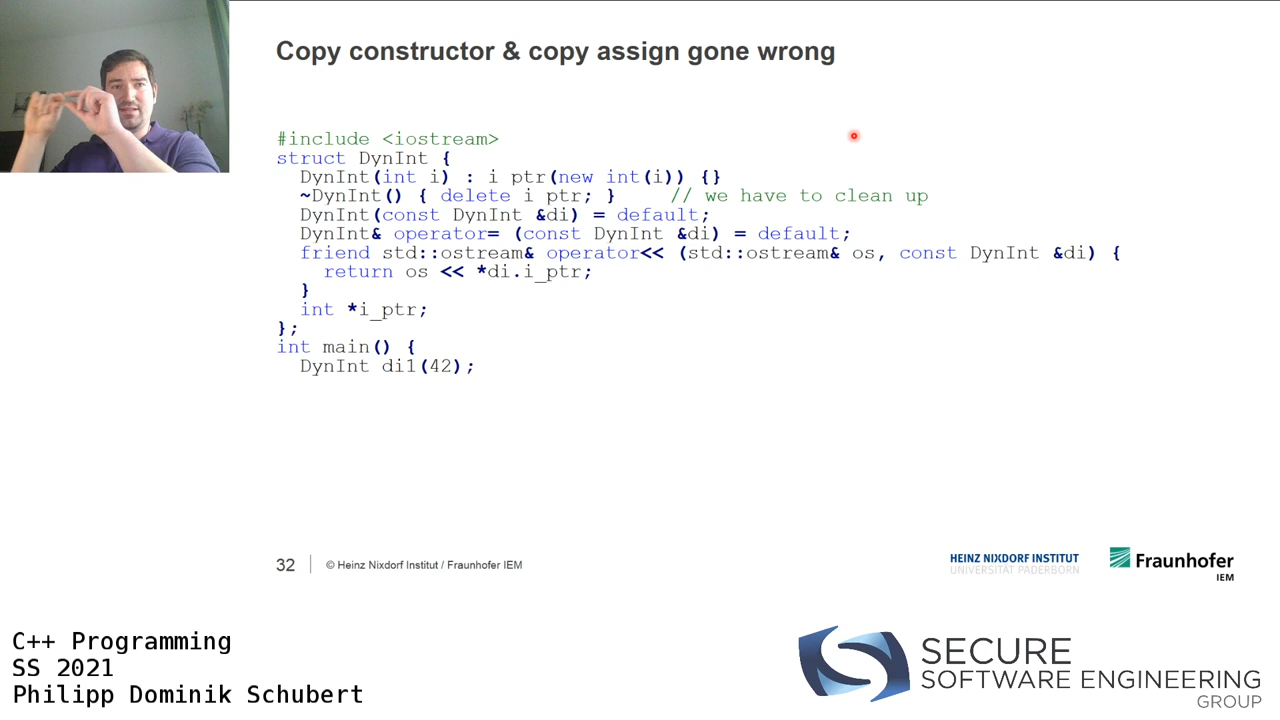 Copy constructor & copy assign gone wrong
#include <iostream>
struct DynInt {
  DynInt(int i) : i ptr(new int(i)) {}
  ~DynInt() { delete i ptr; }     // we have to clean up
  DynInt(const DynInt &di) = default;
  DynInt& operator= (const DynInt &di) = default;
  friend std::ostream& operator<< (std::ostream& os, const DynInt &di) {
    return os << *di.i_ptr;
  }
  int *i_ptr;
};
int main() {
  DynInt di1(42);
32
© Heinz Nixdorf Institut / Fraunhofer IEM
HEINZ NIXDORF INSTITUT
UNIVERSITÄT PADERBORN
Fraunhofer
IEM
C++ Programming
SS 2021
Philipp Dominik Schubert
SECURE
SOFTWARE ENGINEERING
GROUP